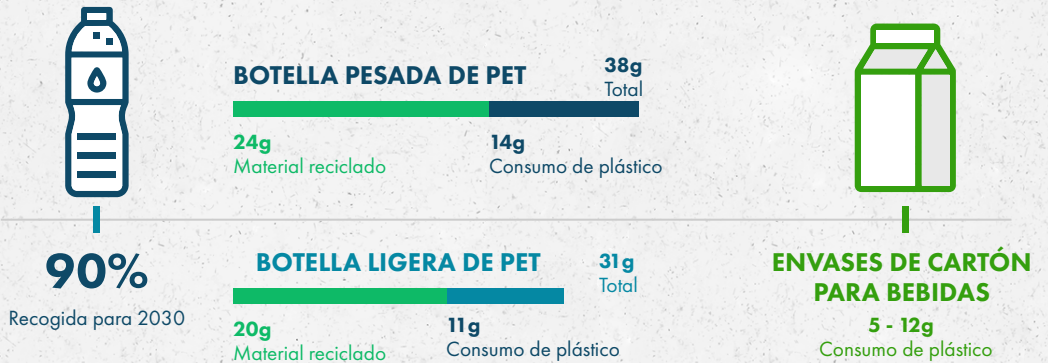 BOTELLA PESADA DE PET
38g
Total
24g
Material reciclado
14g
Consumo de plástico
90%
Recogida para 2030
BOTELLA LIGERA DE PET
31g
Total
20g
Material reciclado
11g
Consumo de plástico
ENVASES DE CARTÓN
PARA BEBIDAS
5 - 12g
Consumo de plástico